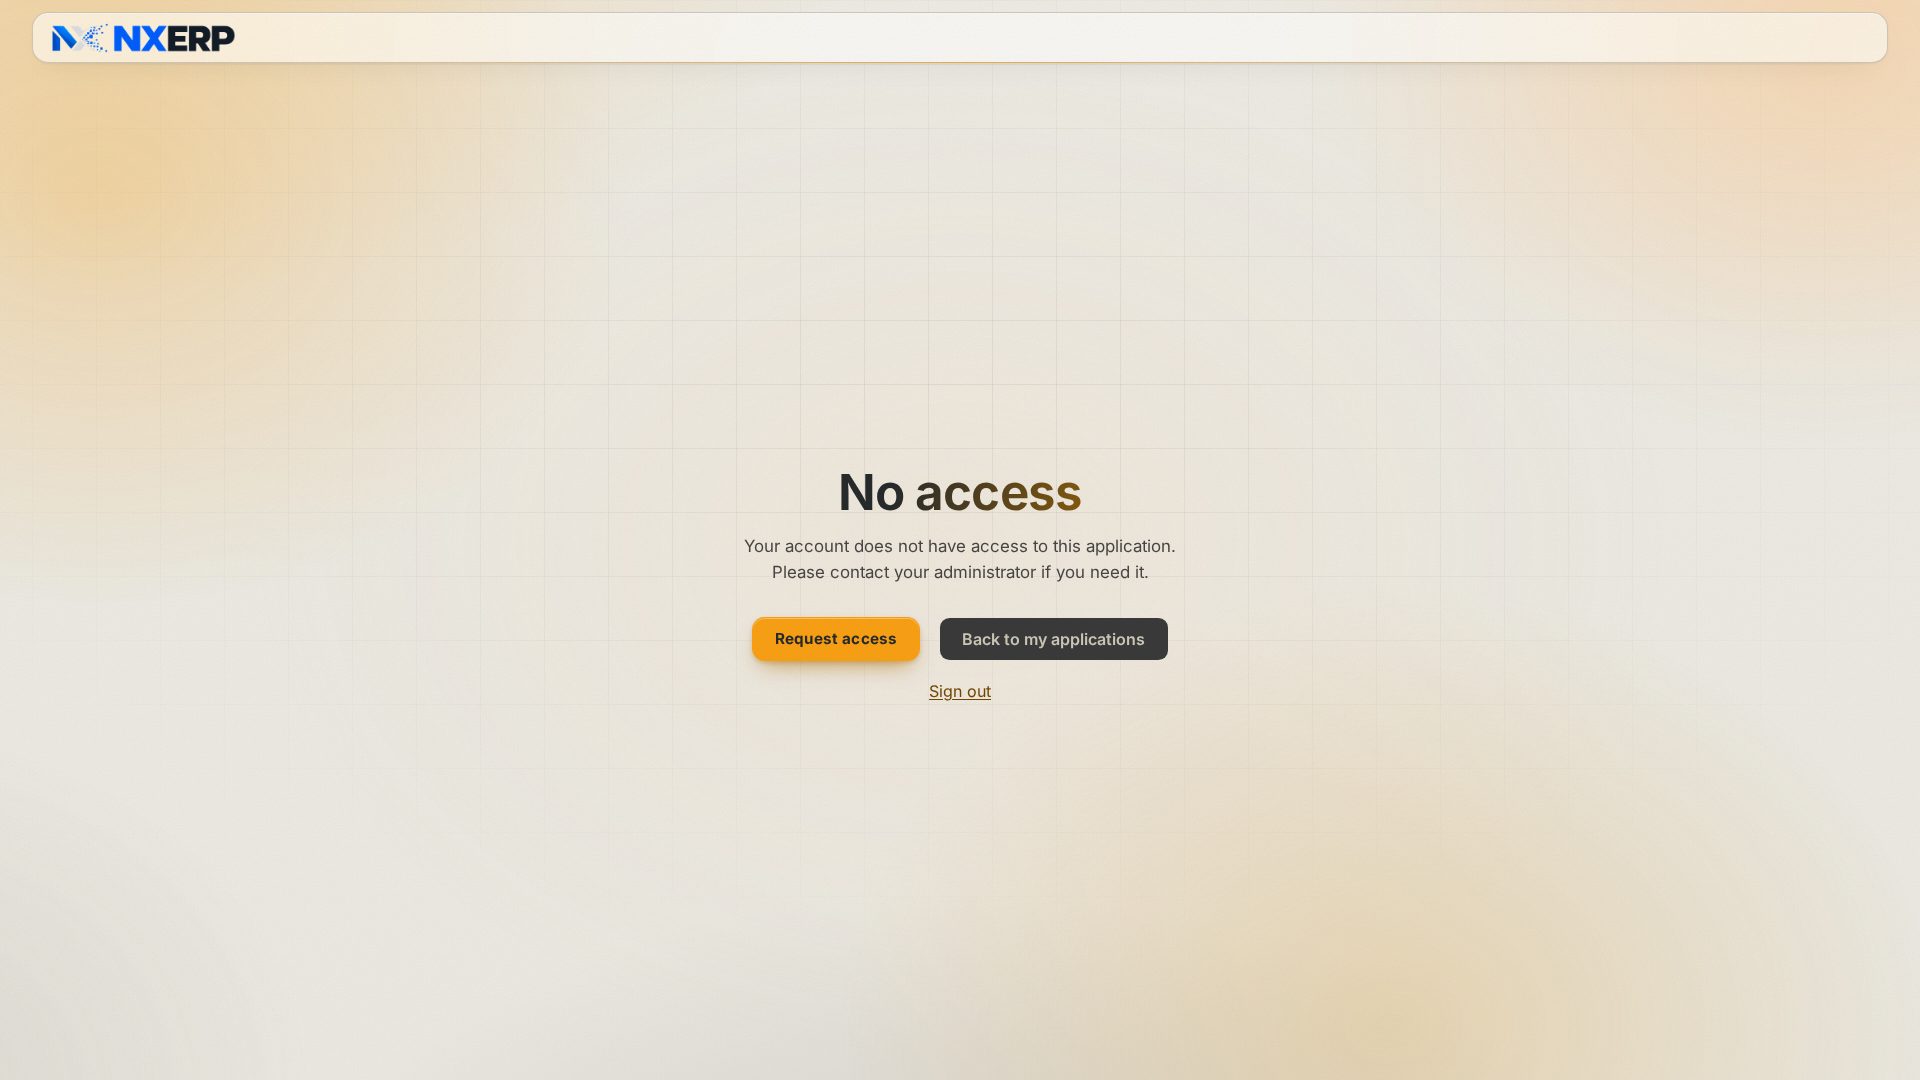 NXERP
No access
Your account does not have access to this application.
Please contact your administrator if you need it.
Request access
Back to my applications
Sign out